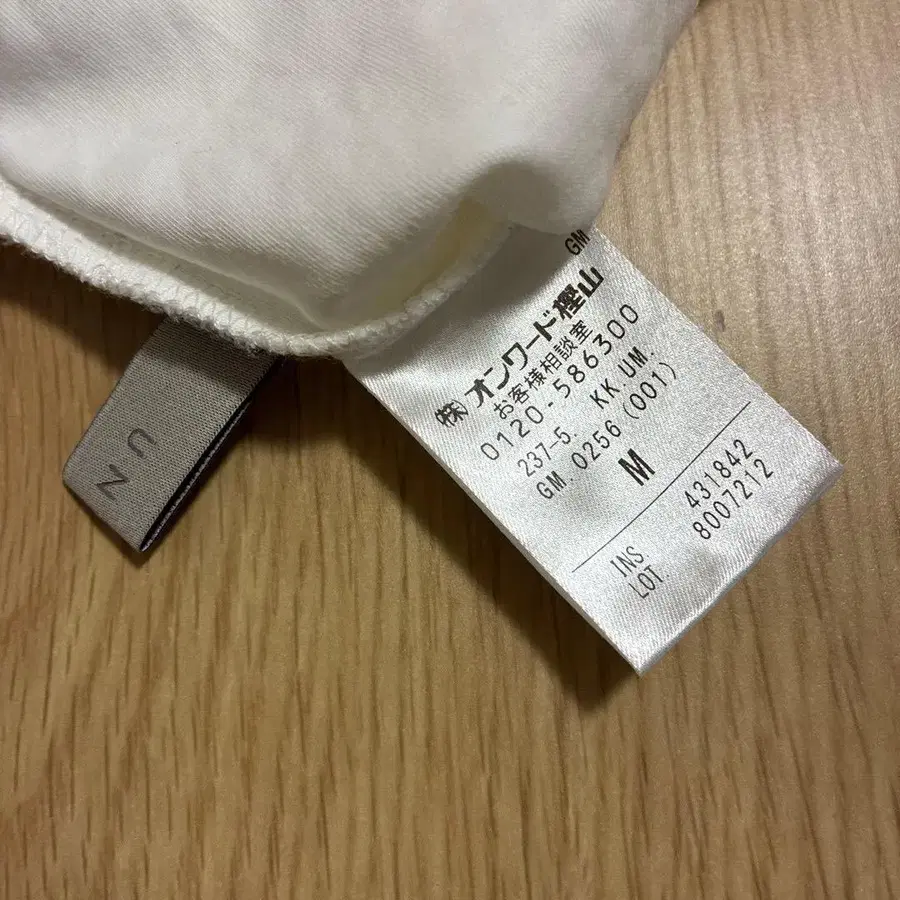 GM
㈱オンワード樫山
お客様相談室
0120-586300
237-5. KK.UM.
GM.0256(001)
M
INS. 431842
LOT 8007212
UN